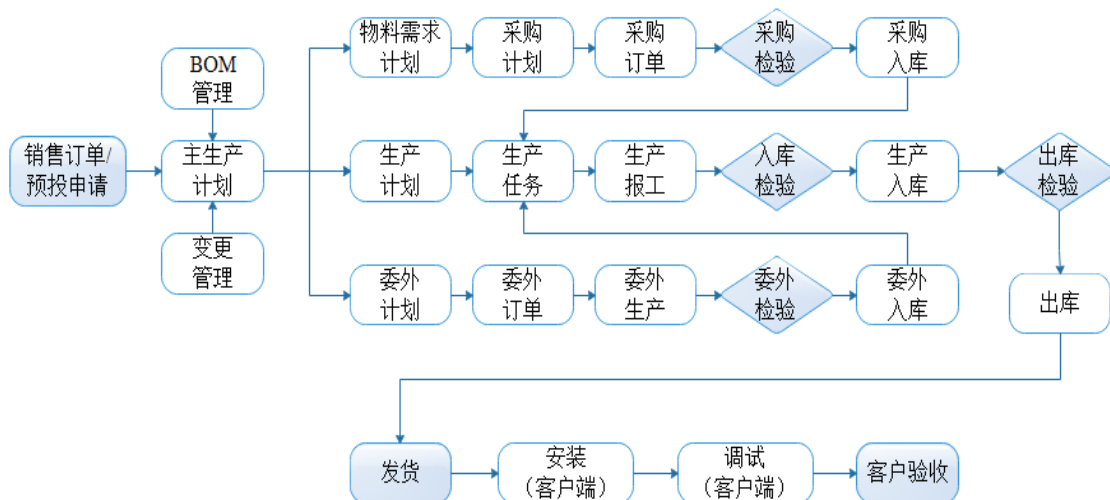 BOM
管理
销售订单/
预投申请
主生产
计划
变更
管理
物料需求
计划
采购
计划
采购
订单
采购
检验
采购
入库
生产
计划
生产
任务
生产
报工
入库
检验
生产
入库
出库
检验
委外
计划
委外
订单
委外
生产
委外
检验
委外
入库
出库
发货
安装
（客户端）
调试
（客户端）
客户验收